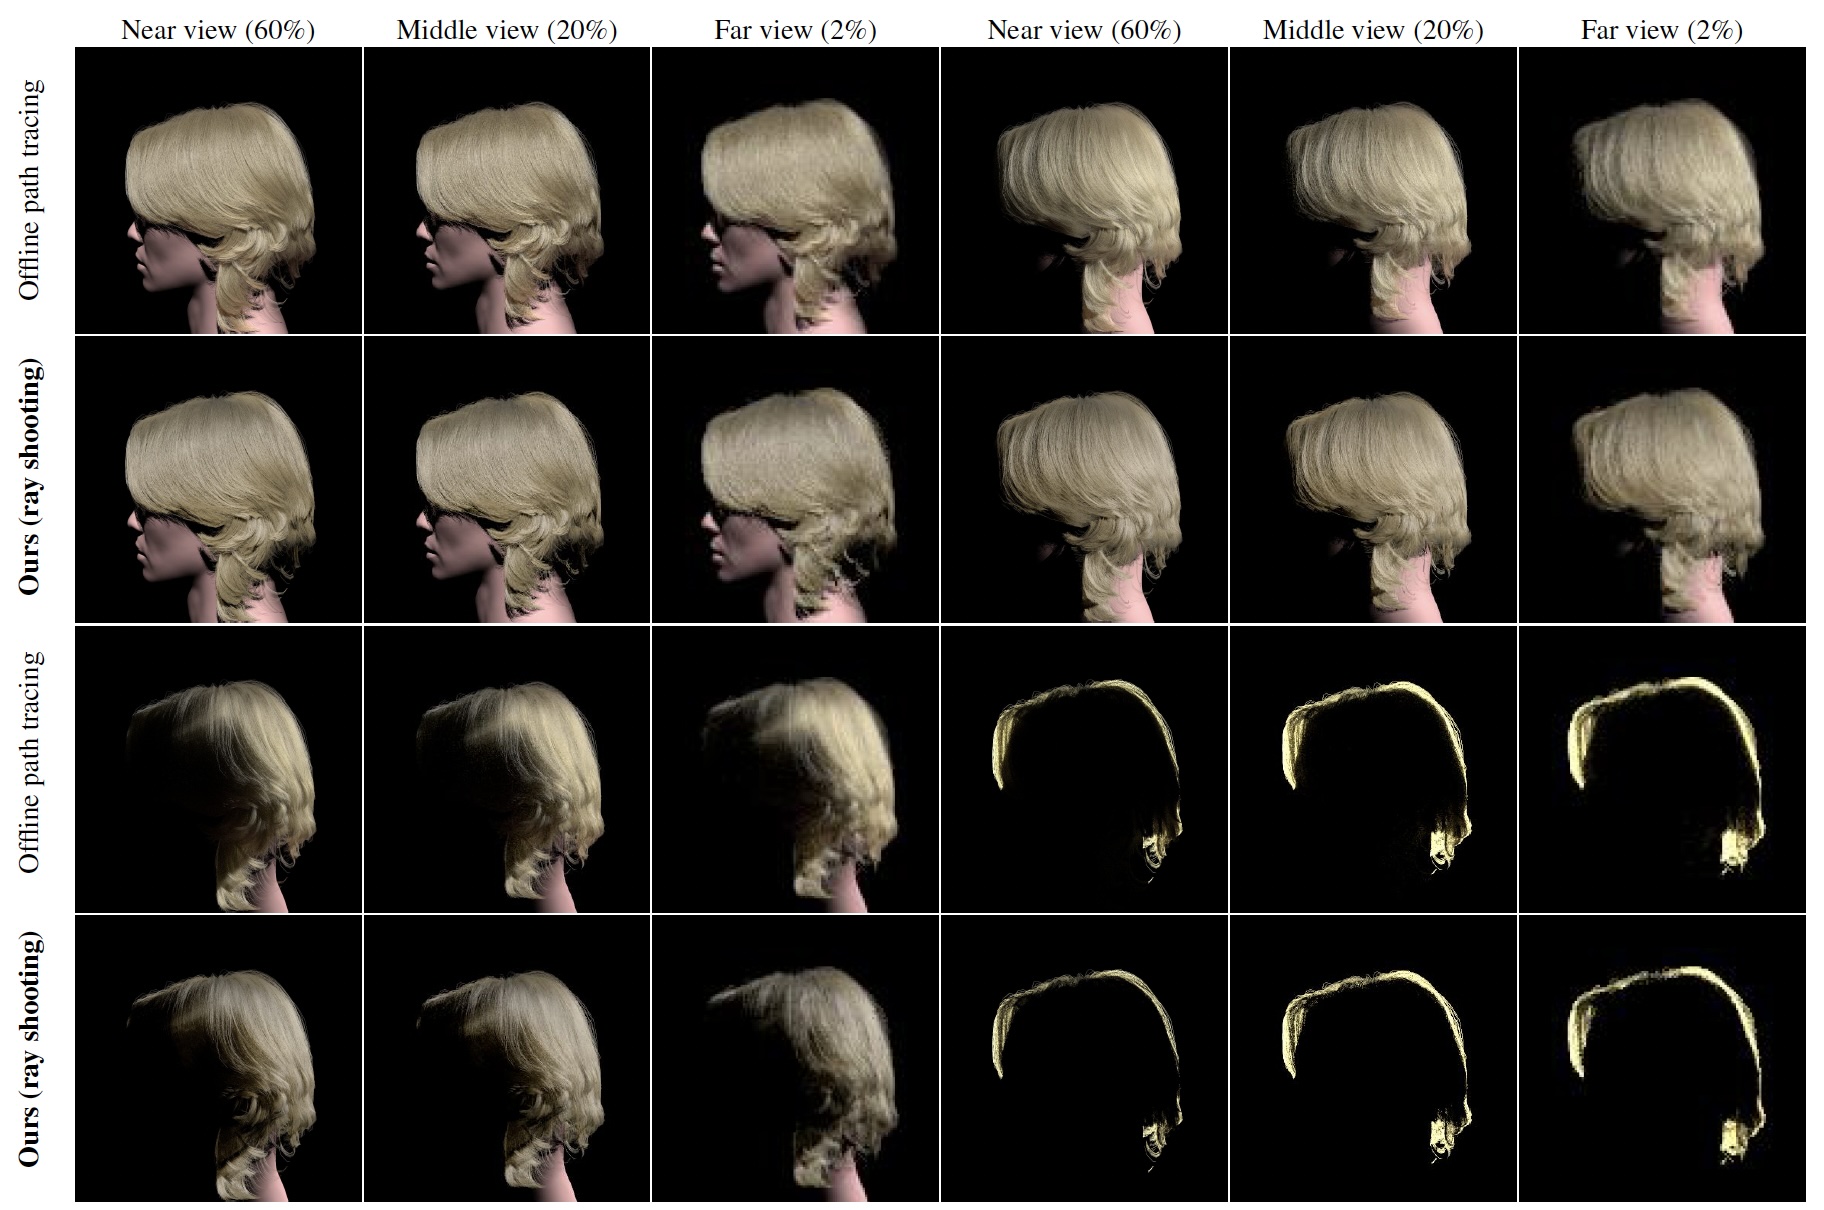 Near view (60%) Middle view (20%) Far view (2%) Near view (60%) Middle view (20%) Far view (2%)
Offline path tracing
Ours (ray shooting)
Offline path tracing
Ours (ray shooting)